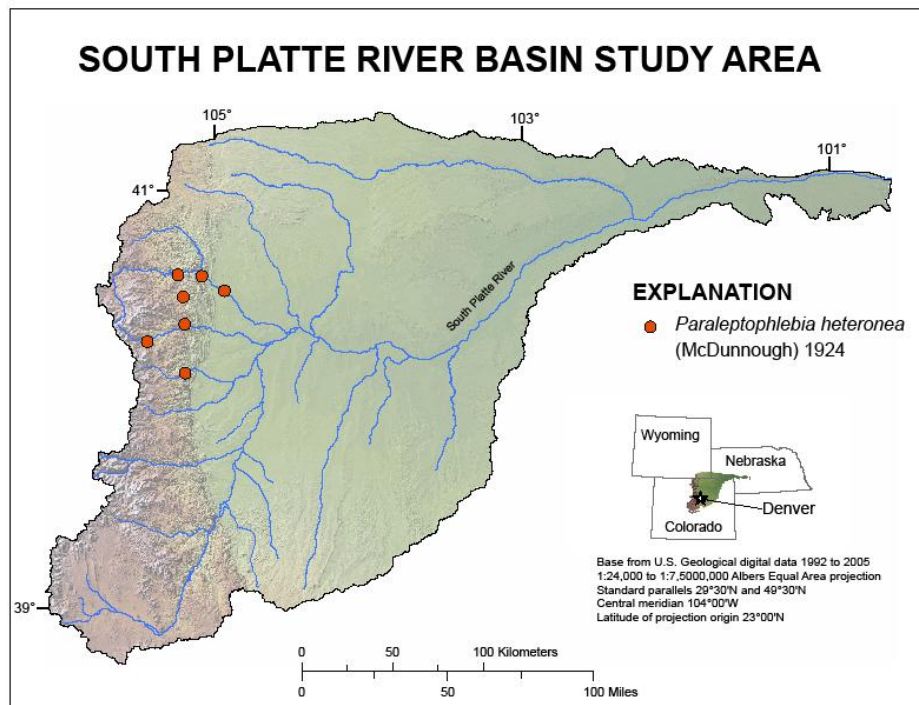 SOUTH PLATTE RIVER BASIN STUDY AREA
105°
103°
101°
41°
South Platte River
EXPLANATION
Paraleptophlebia heteronea
(McDunnough) 1924
Wyoming
Nebraska
Denver
Colorado
Base from U.S. Geological digital data 1992 to 2005
1:24,000 to 1:7,5000,000 Albers Equal Area projection
Standard parallels 29°30'N and 49°30'N
Central meridian 104°00'W
Latitude of projection origin 23°00'N
39°
0 50 100 Kilometers
0 50 100 Miles